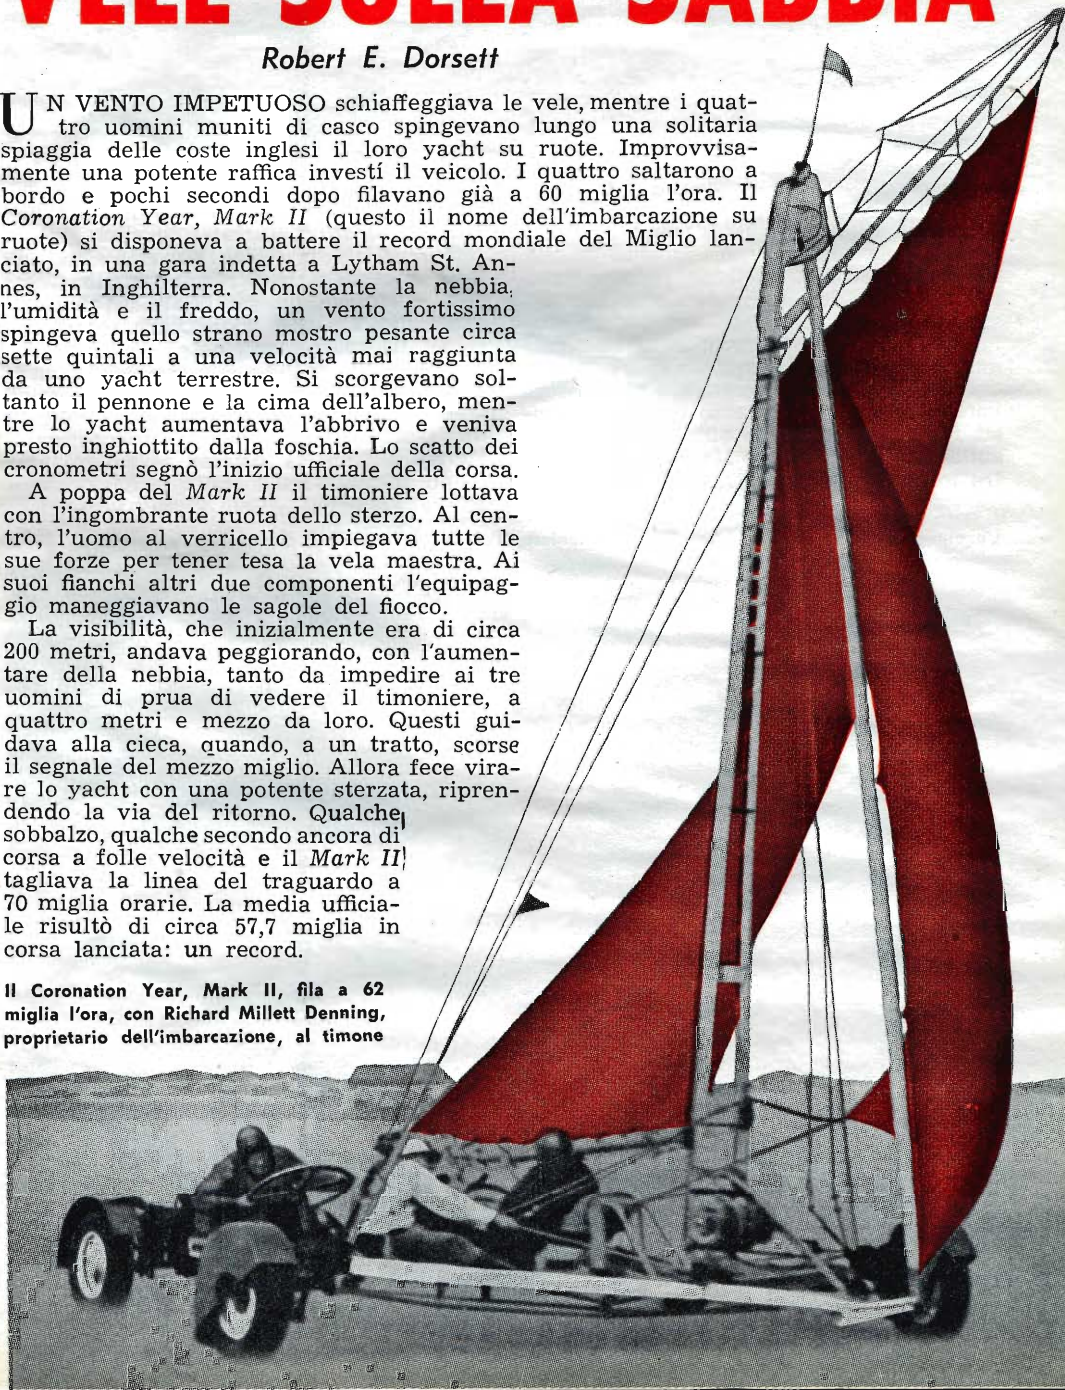 VELE SULLA SABBIA
Robert E. Dorsett
UN VENTO IMPETUOSO schiaffeggiava le vele, mentre i quat-
tro uomini muniti di casco spingevano lungo una solitaria
spiaggia delle coste inglesi il loro yacht su ruote. Improvvisa-
mente una potente raffica investí il veicolo. I quattro saltarono a
bordo e pochi secondi dopo filavano già a 60 miglia l'ora. Il
Coronation Year, Mark II (questo il nome dell'imbarcazione su
ruote) si disponeva a battere il record mondiale del Miglio lan-
ciato, in una gara indetta a Lytham St. An-
nes, in Inghilterra. Nonostante la nebbia,
l'umidità e il freddo, un vento fortissimo
spingeva quello strano mostro pesante circa
sette quintali a una velocità mai raggiunta
da uno yacht terrestre. Si scorgevano sol-
tanto il pennone e la cima dell'albero, men-
tre lo yacht aumentava l'abbrivo e veniva
presto inghiottito dalla foschia. Lo scatto dei
cronometri segnò l'inizio ufficiale della corsa.
A poppa del Mark II il timoniere lottava
con l'ingombrante ruota dello sterzo. Al cen-
tro, l'uomo al verricello impiegava tutte le
sue forze per tener tesa la vela maestra. Ai
suoi fianchi altri due componenti l'equipag-
gio maneggiavano le sagole del fiocco.
La visibilità, che inizialmente era di circa
200 metri, andava peggiorando, con l'aumen-
tare della nebbia, tanto da impedire ai tre
uomini di prua di vedere il timoniere, a
quattro metri e mezzo da loro. Questi gui-
dava alla cieca, quando, a un tratto, scorse
il segnale del mezzo miglio. Allora fece vira-
re lo yacht con una potente sterzata, ripren-
dendo la via del ritorno. Qualche
sobbalzo, qualche secondo ancora di
corsa a folle velocità e il Mark II
tagliava la linea del traguardo a
70 miglia orarie. La media ufficia-
le risultò di circa 57,7 miglia in
corsa lanciata: un record.
Il Coronation Year, Mark II, fila a 62
miglia l'ora, con Richard Millett Denning,
proprietario dell'imbarcazione, al timone